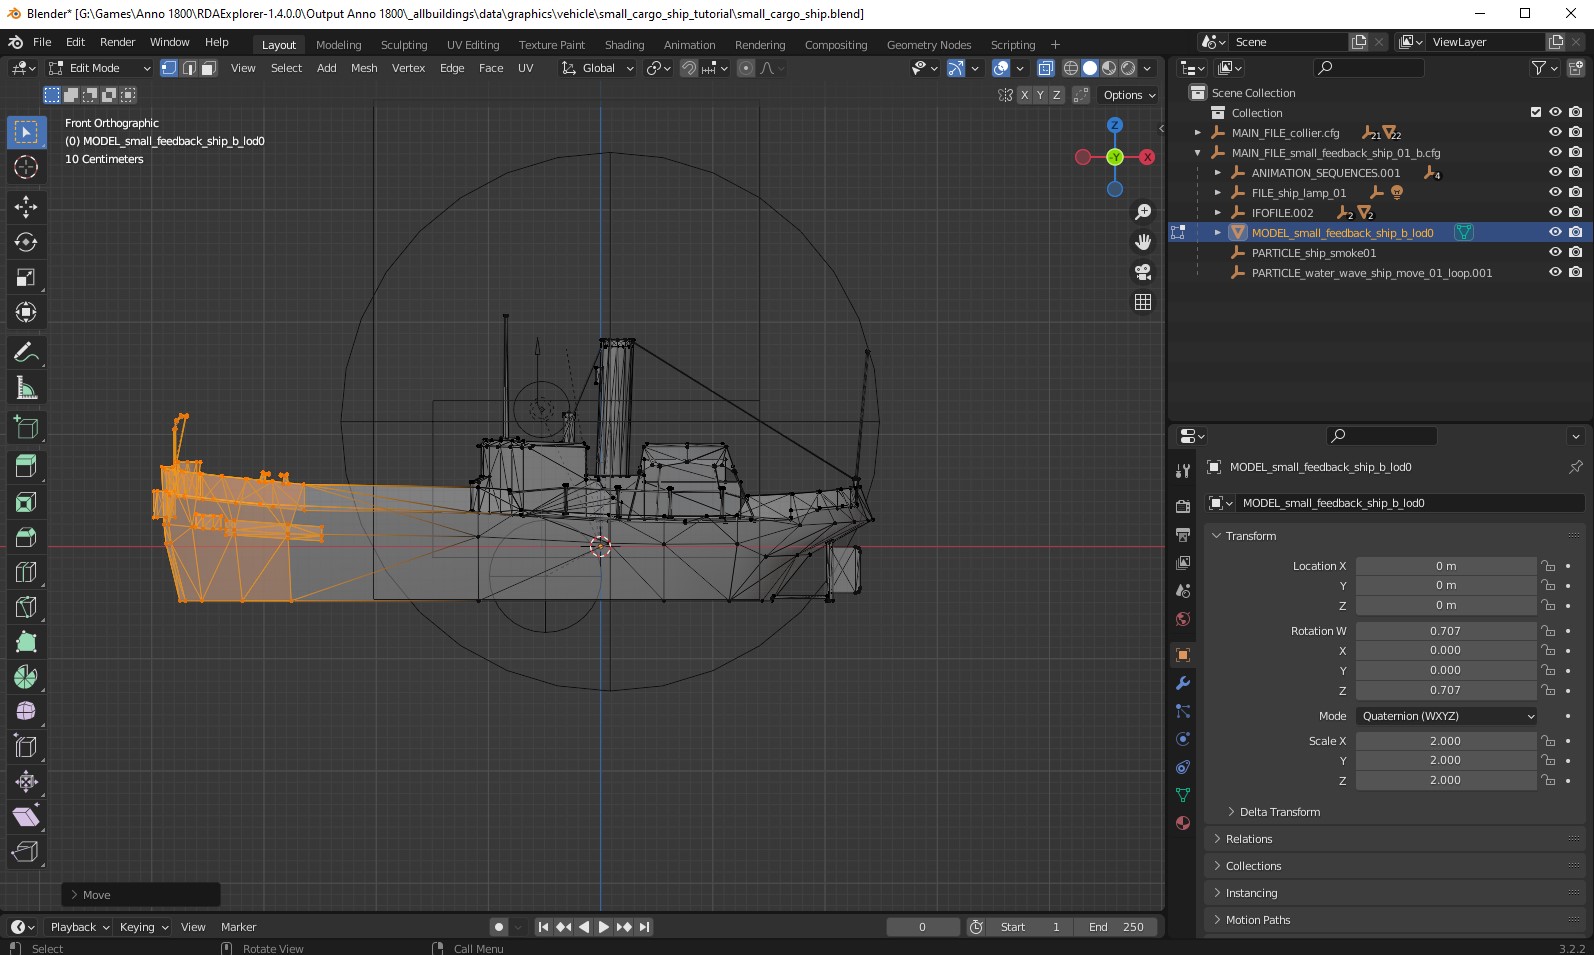 Blender* [G:\Games\Anno 1800\RDAExplorer-1.4.0.0\Output Anno 1800\_allbuildings\data\graphics\vehicle\small_cargo_ship_tutorial\small_cargo_ship.blend]
File Edit Render Window Help Layout Modeling Sculpting UV Editing Texture Paint Shading Animation Rendering Compositing Geometry Nodes Scripting + Scene ViewLayer
Edit Mode View Select Add Mesh Vertex Edge Face UV Global
X Y Z Options
Front Orthographic
(0) MODEL_small_feedback_ship_b_lod0
10 Centimeters
Z
-Y X
Move
Scene Collection
Collection
MAIN_FILE_collier.cfg 21 22
MAIN_FILE_small_feedback_ship_01_b.cfg
ANIMATION_SEQUENCES.001 4
FILE_ship_lamp_01
IFOFILE.002 2 2
MODEL_small_feedback_ship_b_lod0
PARTICLE_ship_smoke01
PARTICLE_water_wave_ship_move_01_loop.001
MODEL_small_feedback_ship_b_lod0
MODEL_small_feedback_ship_b_lod0
Transform
Location X 0 m
Y 0 m
Z 0 m
Rotation W 0.707
X 0.000
Y 0.000
Z 0.707
Mode Quaternion (WXYZ)
Scale X 2.000
Y 2.000
Z 2.000
Delta Transform
Relations
Collections
Instancing
Motion Paths
Playback Keying View Marker 0 Start 1 End 250
Select Rotate View Call Menu 3.2.2